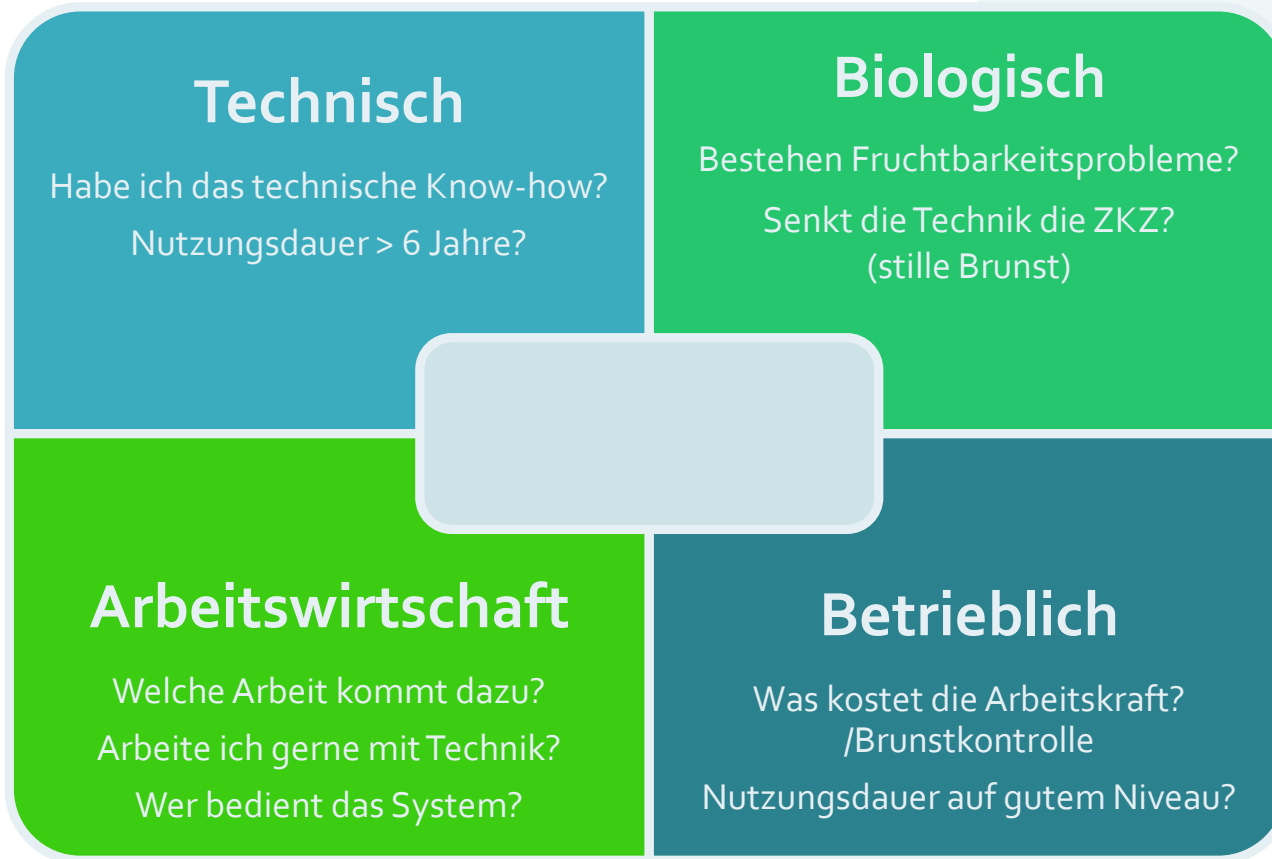 Technisch
Habe ich das technische Know-how?
Nutzungsdauer > 6 Jahre?
Biologisch
Bestehen Fruchtbarkeitsprobleme?
Senkt die Technik die ZKZ?
(stille Brunst)
Arbeitswirtschaft
Welche Arbeit kommt dazu?
Arbeite ich gerne mit Technik?
Wer bedient das System?
Betrieblich
Was kostet die Arbeitskraft?
/Brunstkontrolle
Nutzungsdauer auf gutem Niveau?